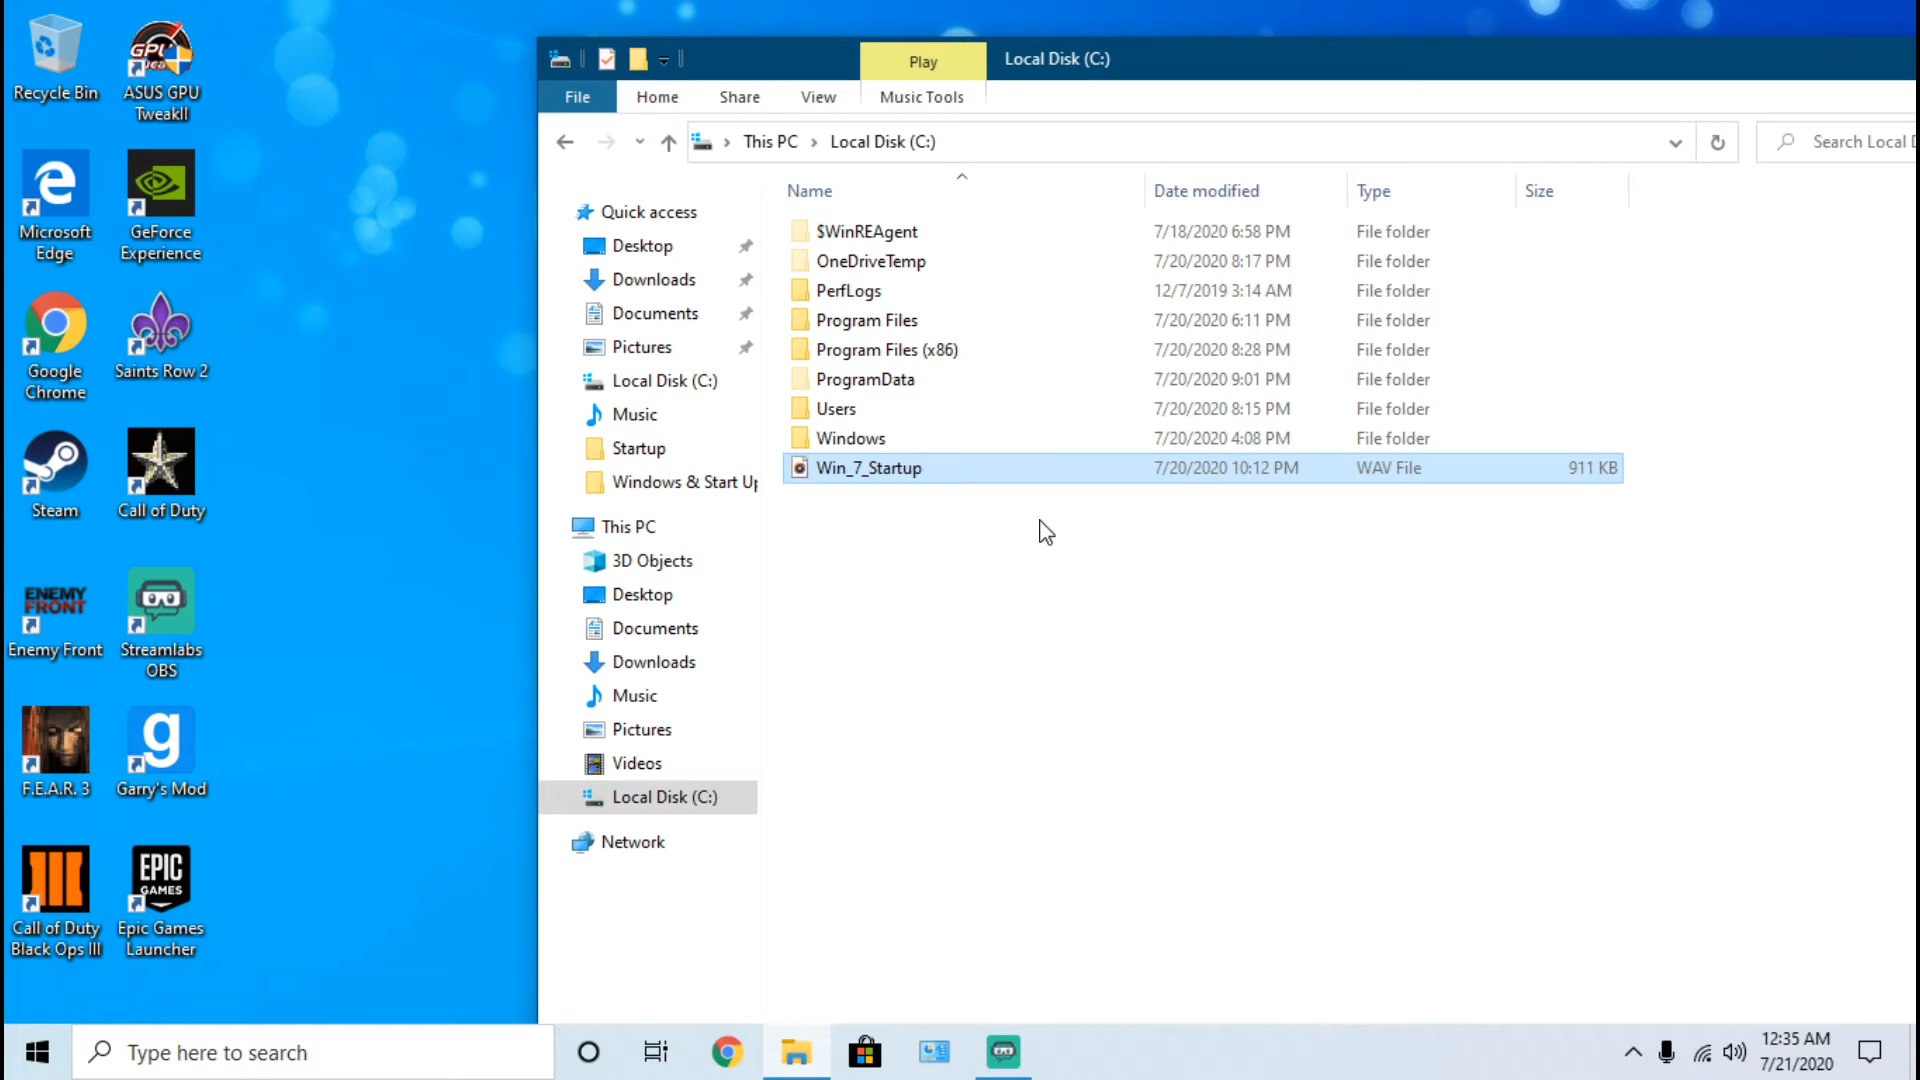 Recycle Bin
GPU
ASUS GPU
TweakII
Microsoft
Edge
GeForce
Experience
Google
Chrome
Saints Row 2
Steam
Call of Duty
ENEMY
FRONT
Enemy Front
Streamlabs
OBS
F.E.A.R. 3
g
Garry's Mod
Call of Duty
Black Ops III
EPIC
GAMES
Epic Games
Launcher
Play
Local Disk (C:)
File
Home
Share
View
Music Tools
This PC
Local Disk (C:)
Search Local D
Name
Date modified
Type
Size
Quick access
Desktop
Downloads
Documents
Pictures
Local Disk (C:)
Music
Startup
Windows & Start Up
This PC
3D Objects
Desktop
Documents
Downloads
Music
Pictures
Videos
Local Disk (C:)
Network
$WinREAgent 7/18/2020 6:58 PM File folder
OneDriveTemp 7/20/2020 8:17 PM File folder
PerfLogs 12/7/2019 3:14 AM File folder
Program Files 7/20/2020 6:11 PM File folder
Program Files (x86) 7/20/2020 8:28 PM File folder
ProgramData 7/20/2020 9:01 PM File folder
Users 7/20/2020 8:15 PM File folder
Windows 7/20/2020 4:08 PM File folder
Win_7_Startup 7/20/2020 10:12 PM WAV File 911 KB
Type here to search
12:35 AM
7/21/2020